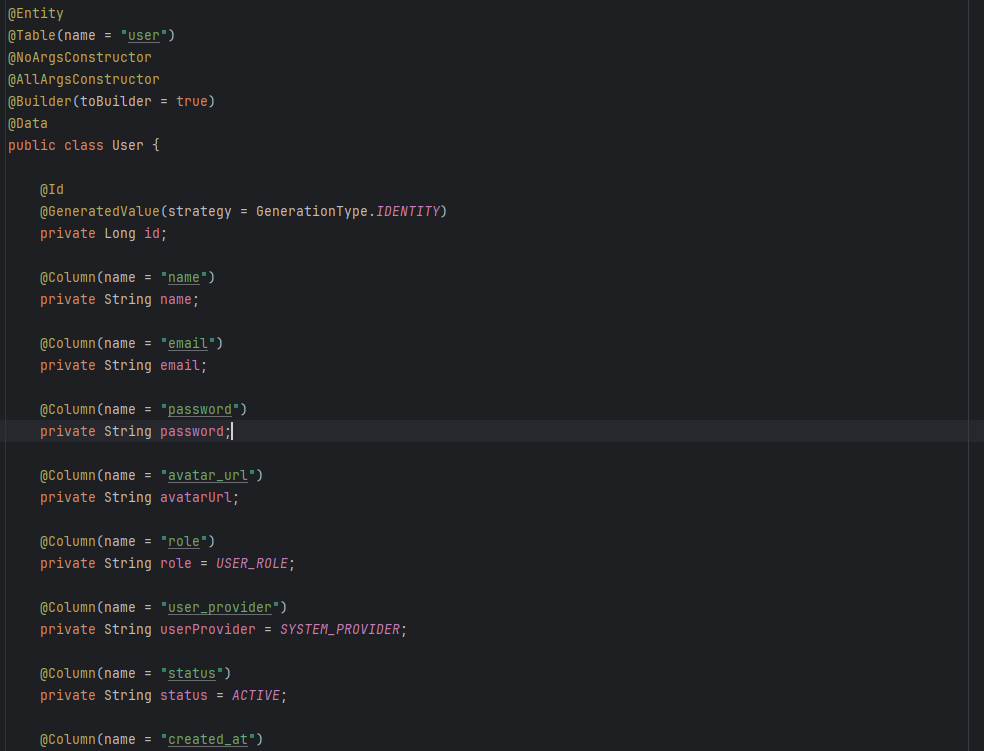 @Entity
@Table(name = "user")
@NoArgsConstructor
@AllArgsConstructor
@Builder(toBuilder = true)
@Data
public class User {
@Id
@GeneratedValue(strategy = GenerationType.IDENTITY)
private Long id;
@Column(name = "name")
private String name;
@Column(name = "email")
private String email;
@Column(name = "password")
private String password;
@Column(name = "avatar_url")
private String avatarUrl;
@Column(name = "role")
private String role = USER_ROLE;
@Column(name = "user_provider")
private String userProvider = SYSTEM_PROVIDER;
@Column(name = "status")
private String status = ACTIVE;
@Column(name = "created_at")